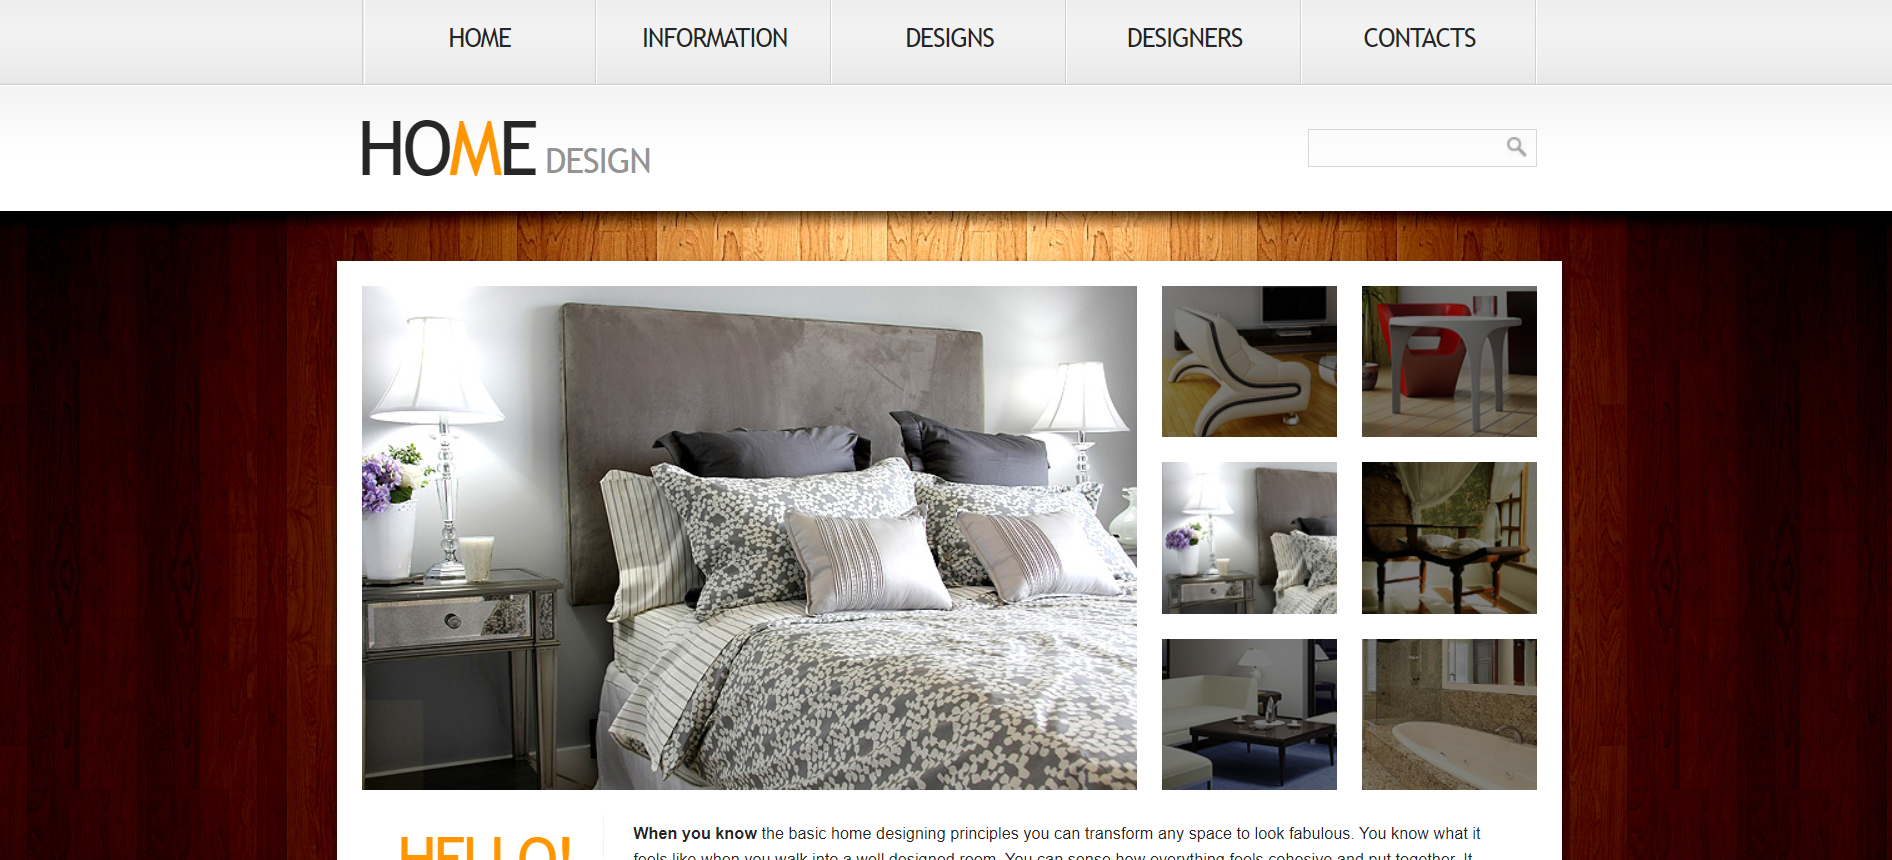 HOME INFORMATION DESIGNS DESIGNERS CONTACTS
HOME DESIGN
HELLO!
When you know the basic home designing principles you can transform any space to look fabulous. You know what it
feels like when you walk into a well designed room. You can sense how everything feels cohesive and put together. It